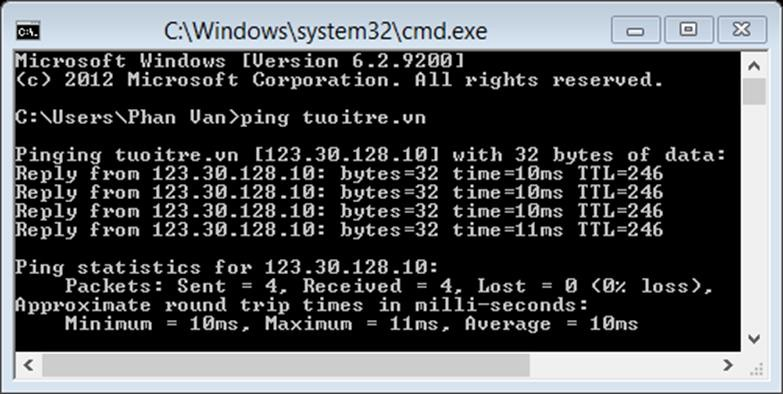 C:\Windows\system32\cmd.exe
Microsoft Windows [Version 6.2.9200]
(c) 2012 Microsoft Corporation. All rights reserved.
C:\Users\Phan Van>ping tuoitre.vn
Pinging tuoitre.vn [123.30.128.10] with 32 bytes of data:
Reply from 123.30.128.10: bytes=32 time=10ms TTL=246
Reply from 123.30.128.10: bytes=32 time=10ms TTL=246
Reply from 123.30.128.10: bytes=32 time=10ms TTL=246
Reply from 123.30.128.10: bytes=32 time=11ms TTL=246
Ping statistics for 123.30.128.10:
    Packets: Sent = 4, Received = 4, Lost = 0 (0% loss),
Approximate round trip times in milli-seconds:
    Minimum = 10ms, Maximum = 11ms, Average = 10ms